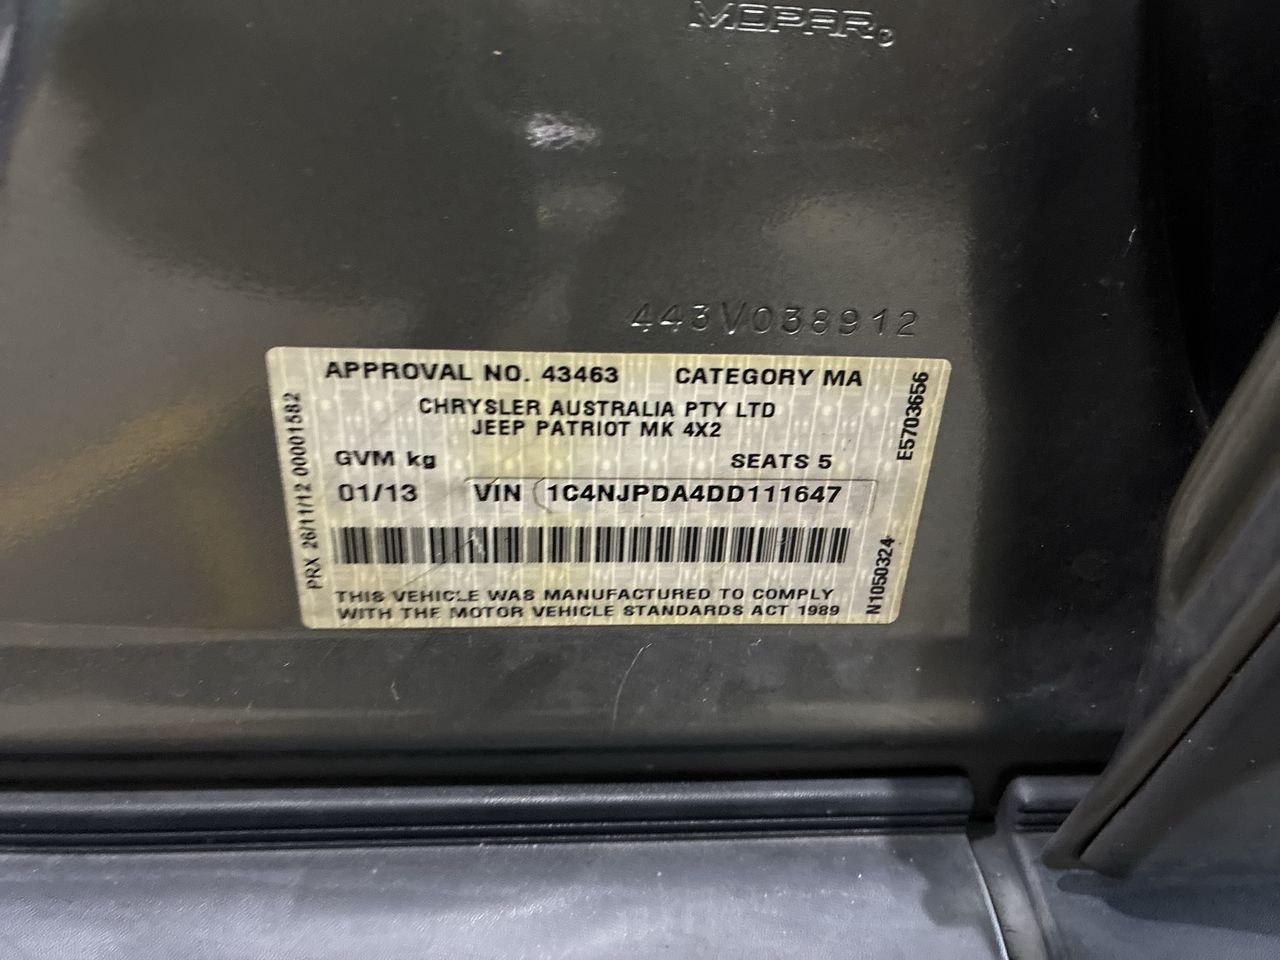 MOPAR®
443V038912
APPROVAL NO. 43463 CATEGORY MA
CHRYSLER AUSTRALIA PTY LTD
JEEP PATRIOT MK 4X2
GVM kg SEATS 5
01/13 VIN 1C4NJPDA4DD111647
THIS VEHICLE WAS MANUFACTURED TO COMPLY
WITH THE MOTOR VEHICLE STANDARDS ACT 1989
PRX 26/11/12 00001582
E5703656
N1050324